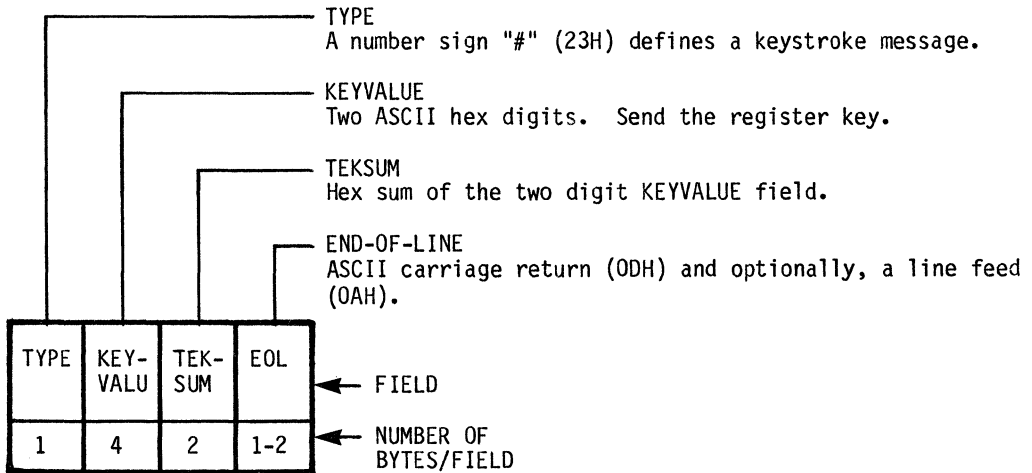 TYPE
A number sign "#" (23H) defines a keystroke message.
KEYVALUE
Two ASCII hex digits. Send the register key.
TEKSUM
Hex sum of the two digit KEYVALUE field.
END-OF-LINE
ASCII carriage return (0DH) and optionally, a line feed
(0AH).
TYPE KEY- TEK- EOL
VALU SUM
FIELD
1 4 2 1-2
NUMBER OF
BYTES/FIELD